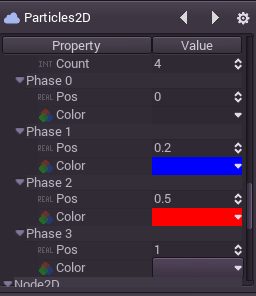 Particles2D
Property Value
INT Count 4
Phase 0
REAL Pos 0
Color
Phase 1
REAL Pos 0.2
Color
Phase 2
REAL Pos 0.5
Color
Phase 3
REAL Pos 1
Color
Node2D